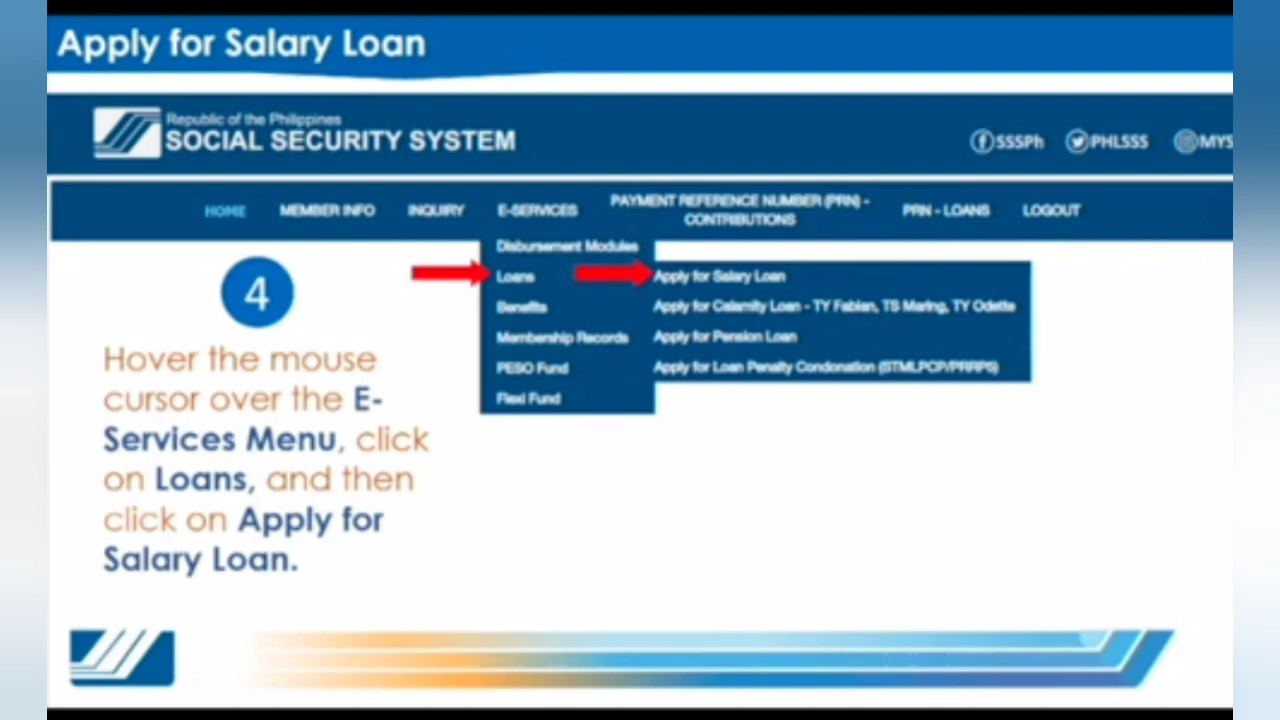 Apply for Salary Loan
Republic of the Philippines
SOCIAL SECURITY SYSTEM
SSSPh
PHLSSS
MYS
HOME
MEMBER INFO
INQUIRY
E-SERVICES
PAYMENT REFERENCE NUMBER (PRN) -
CONTRIBUTIONS
PRN - LOANS
LOGOUT
Disbursement Modules
Loans
Benefits
Membership Records
PESO Fund
Flexi Fund
Apply for Salary Loan
Apply for Calamity Loan - TY Fabian, TS Maring, TY Odette
Apply for Pension Loan
Apply for Loan Penalty Condonation (STMLPCP/PRRPS)
4
Hover the mouse
cursor over the E-
Services Menu, click
on Loans, and then
click on Apply for
Salary Loan.